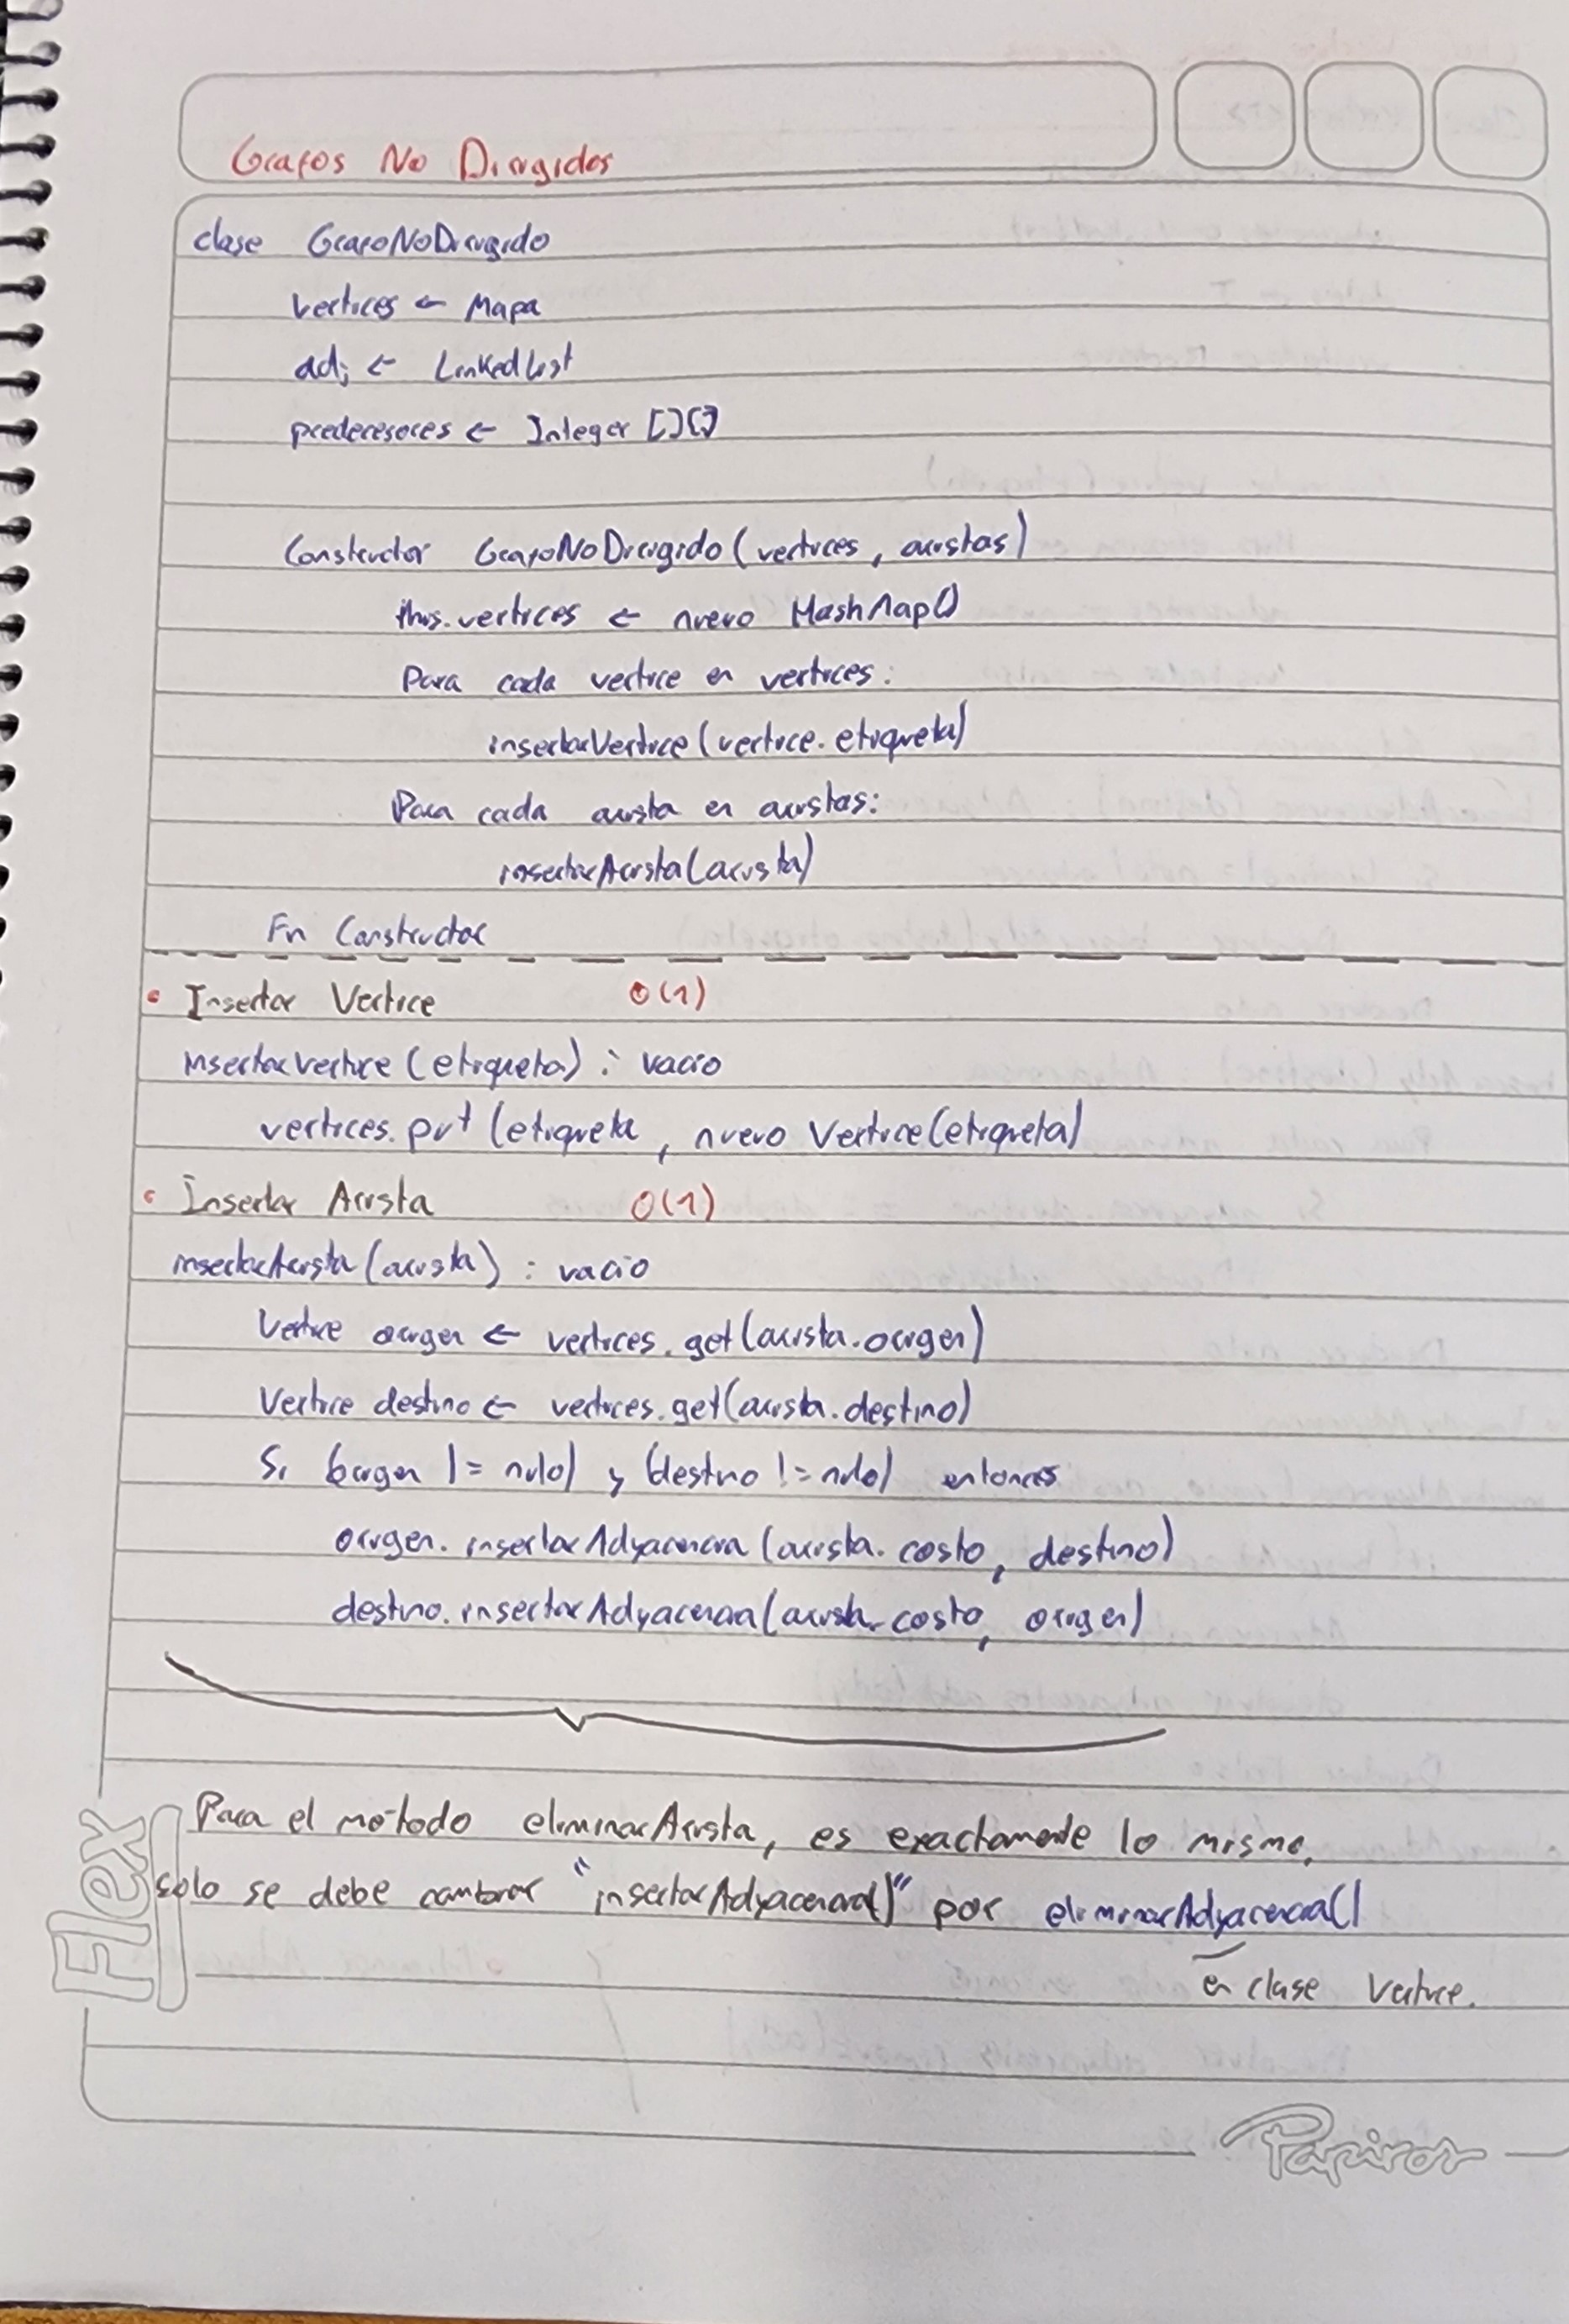 Grafos No Dirigidos
clase GrafoNoDirigido
vertices ← Mapa
adj ← LinkedList
predecesores ← Integer [][]
Constructor GrafoNoDirigido (vertices, aristas)
this.vertices ← nuevo HashMap()
Para cada vertice en vertices:
insertarVertice (vertice.etiqueta)
Para cada arista en aristas:
insertarArista(arista)
Fin Constructor
• Insertar Vertice O(1)
insertarVertice (etiqueta) : vacio
vertices.put (etiqueta, nuevo Vertice(etiqueta)
• Insertar Arista O(1)
insertarArista (arista) : vacio
Vertice origen ← vertices.get(arista.origen)
Vertice destino ← vertices.get(arista.destino)
Si (origen != nulo) y (destino != nulo) entonces
origen.insertarAdyacencia (arista.costo, destino)
destino.insertarAdyacencia (arista.costo, origen)
Para el método eliminarArista, es exactamente lo mismo,
solo se debe cambiar "insertarAdyacencia()" por eliminarAdyacencia()
en clase Vertice.
Flex
Papiros